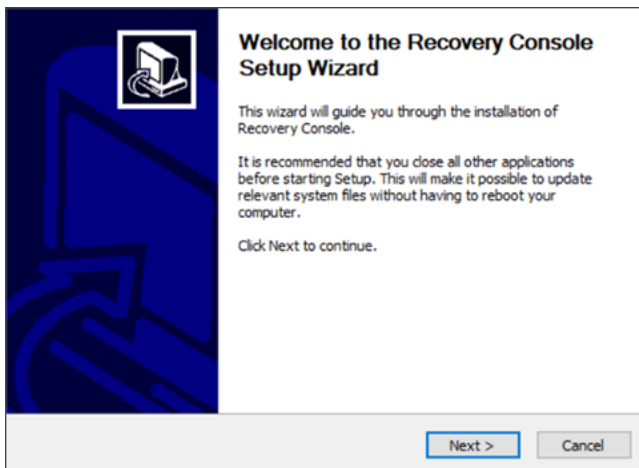 Welcome to the Recovery Console
Setup Wizard
This wizard will guide you through the installation of
Recovery Console.
It is recommended that you close all other applications
before starting Setup. This will make it possible to update
relevant system files without having to reboot your
computer.
Click Next to continue.
Next >
Cancel